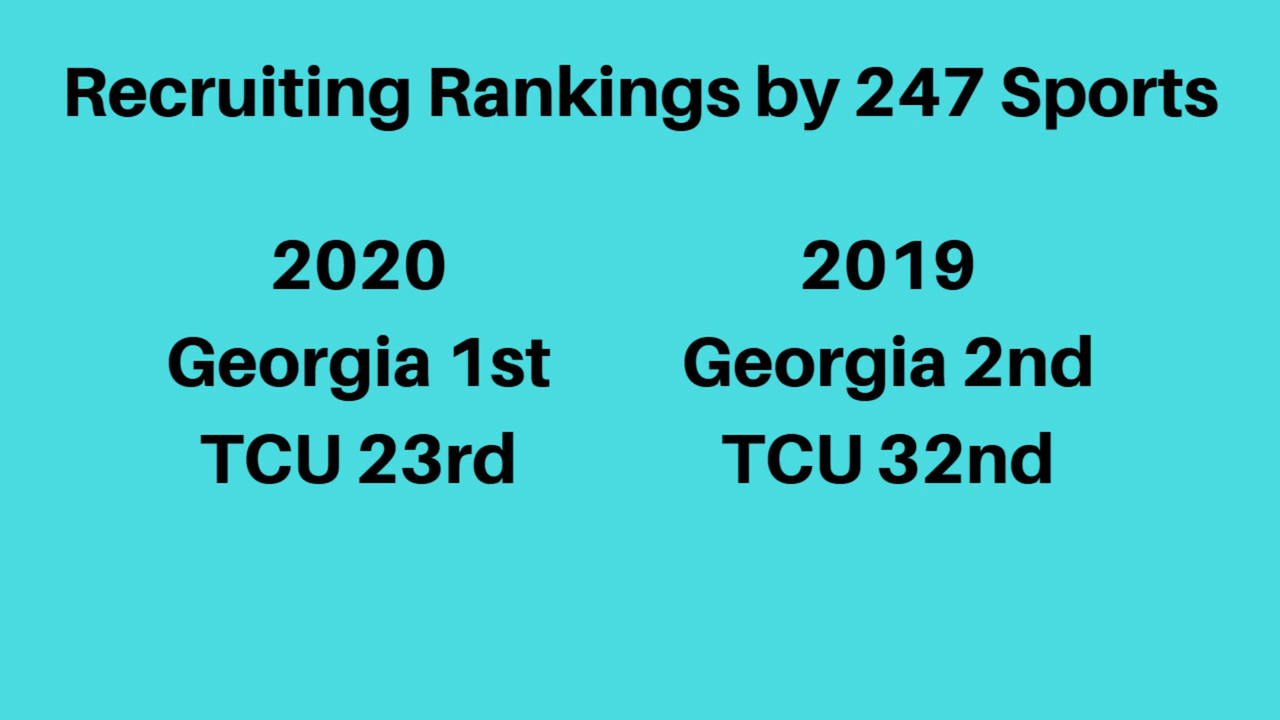 Recruiting Rankings by 247 Sports
2020
Georgia 1st
TCU 23rd
2019
Georgia 2nd
TCU 32nd